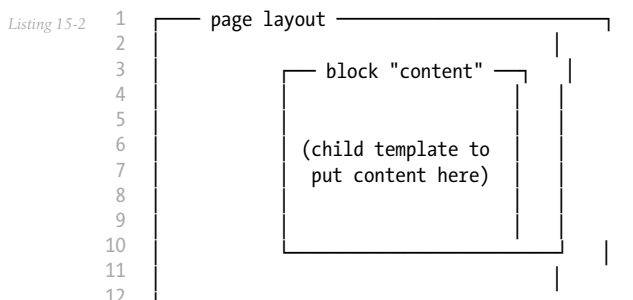 Listing 15-2
1 page layout
2
3 block "content"
4
5
6 (child template to
7 put content here)
8
9
10
11
12